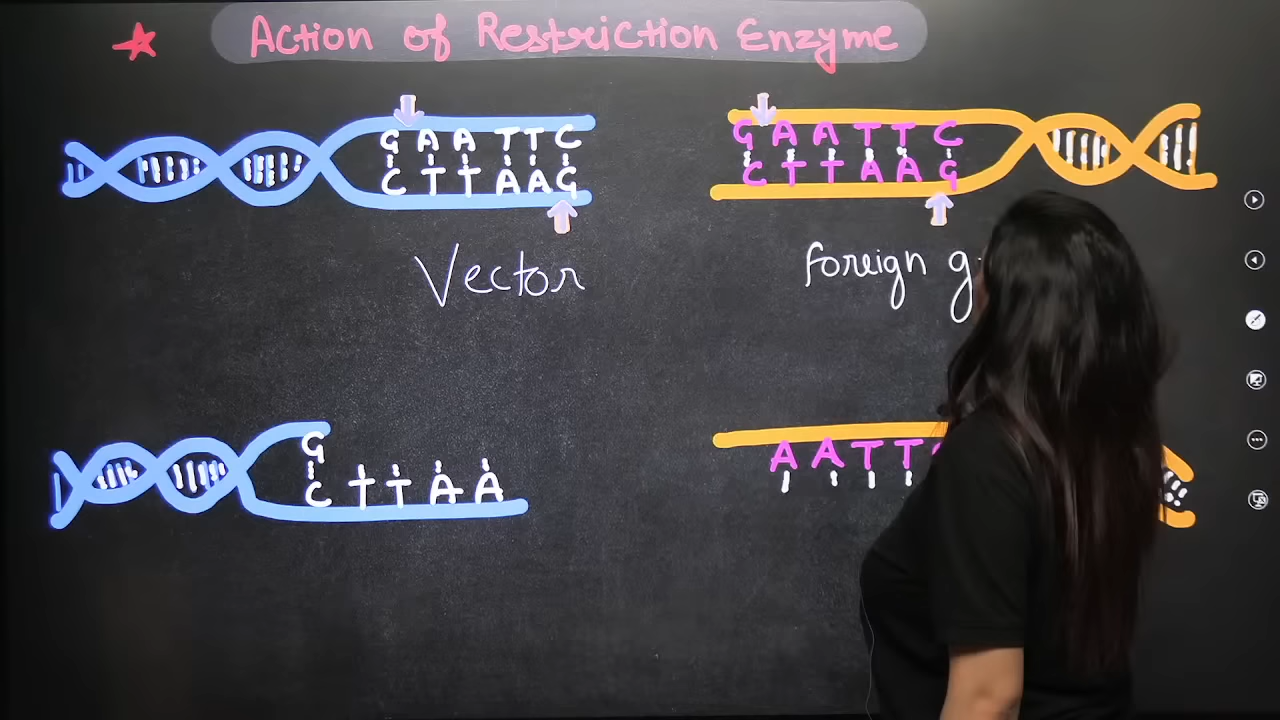 Action of Restriction Enzyme
GAATTC
CTTAAG
GAATTC
CTTAAG
Vector
foreign
G
CTTAA
AATT